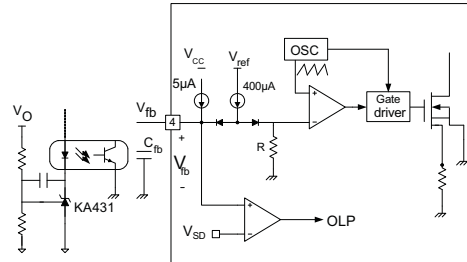 V_CC
V_ref
OSC
5µA
400µA
V_fb
4
V_O
C_fb
R
Gate
driver
+
-
+
V_fb
-
KA431
V_SD
+
-
OLP